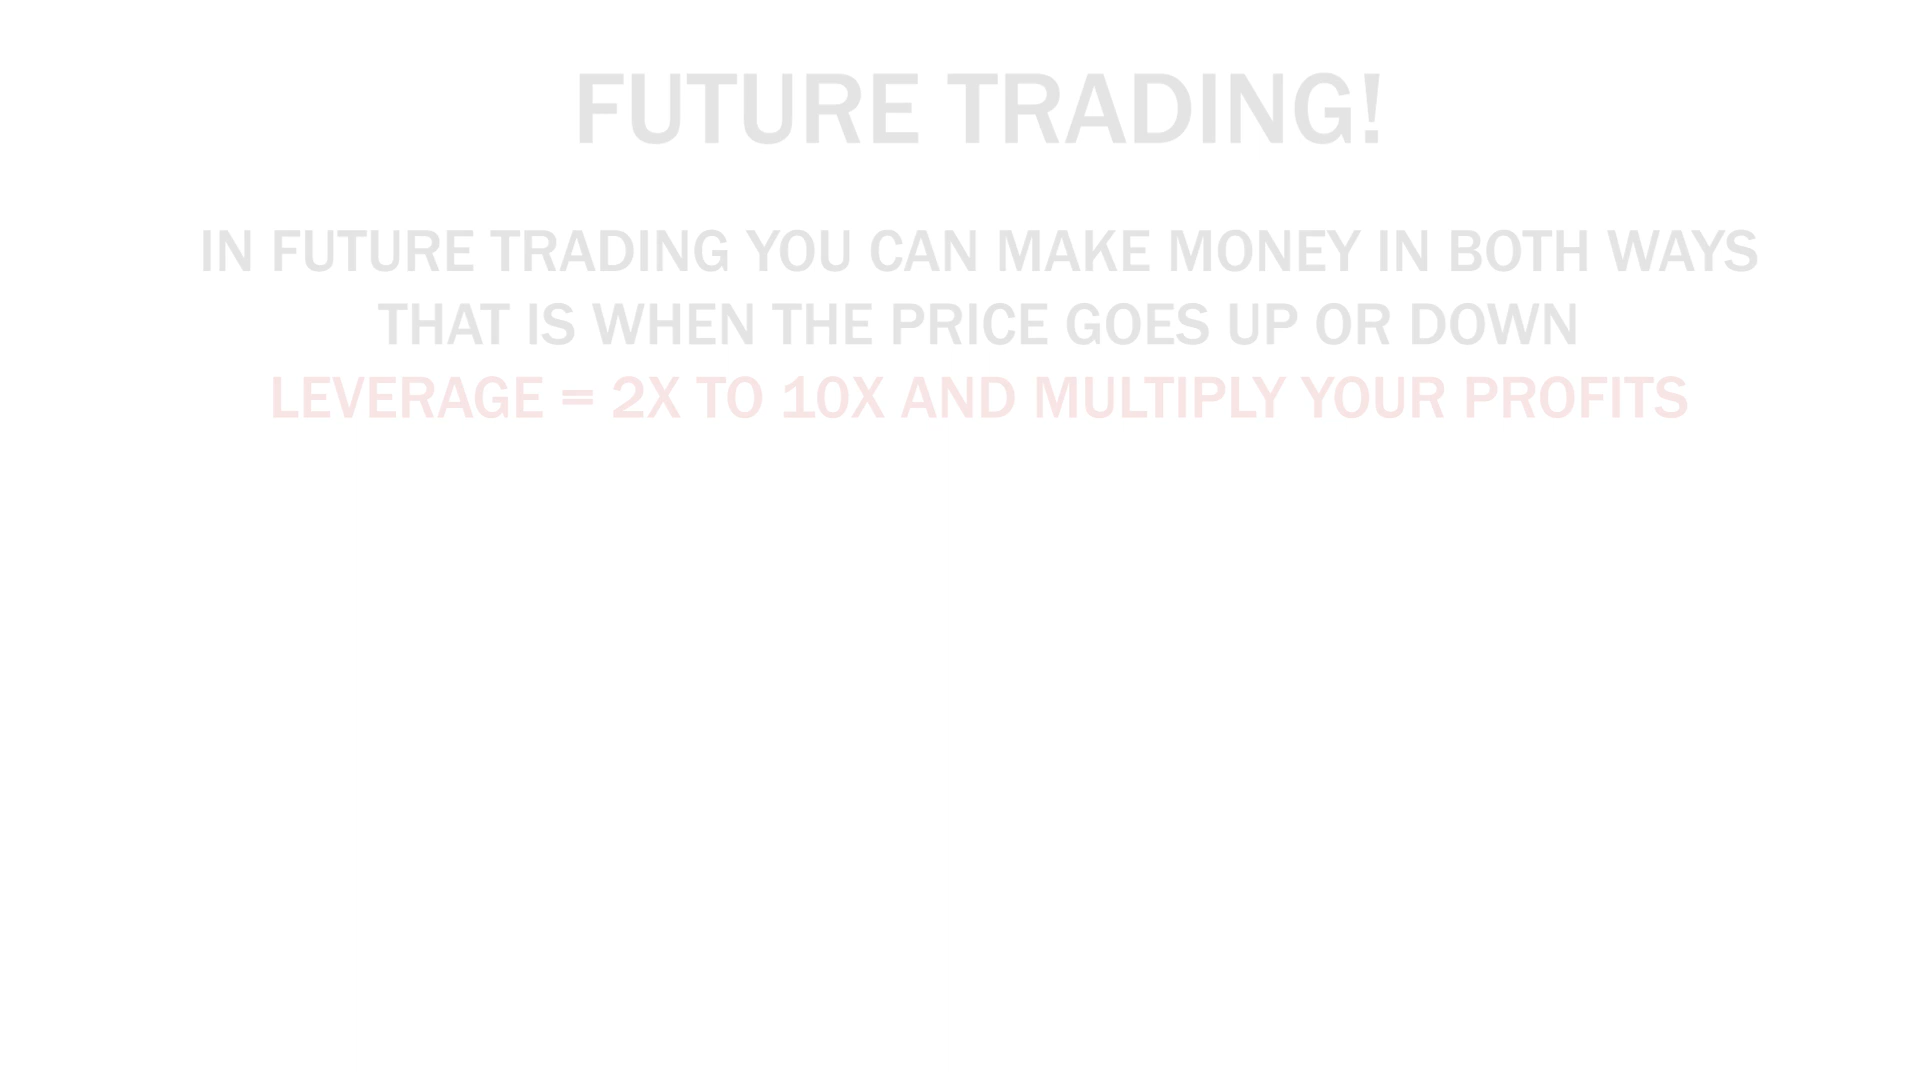 FUTURE TRADING!
IN FUTURE TRADING YOU CAN MAKE MONEY IN BOTH WAYS
THAT IS WHEN THE PRICE GOES UP OR DOWN
LEVERAGE = 2X TO 10X AND MULTIPLY YOUR PROFITS